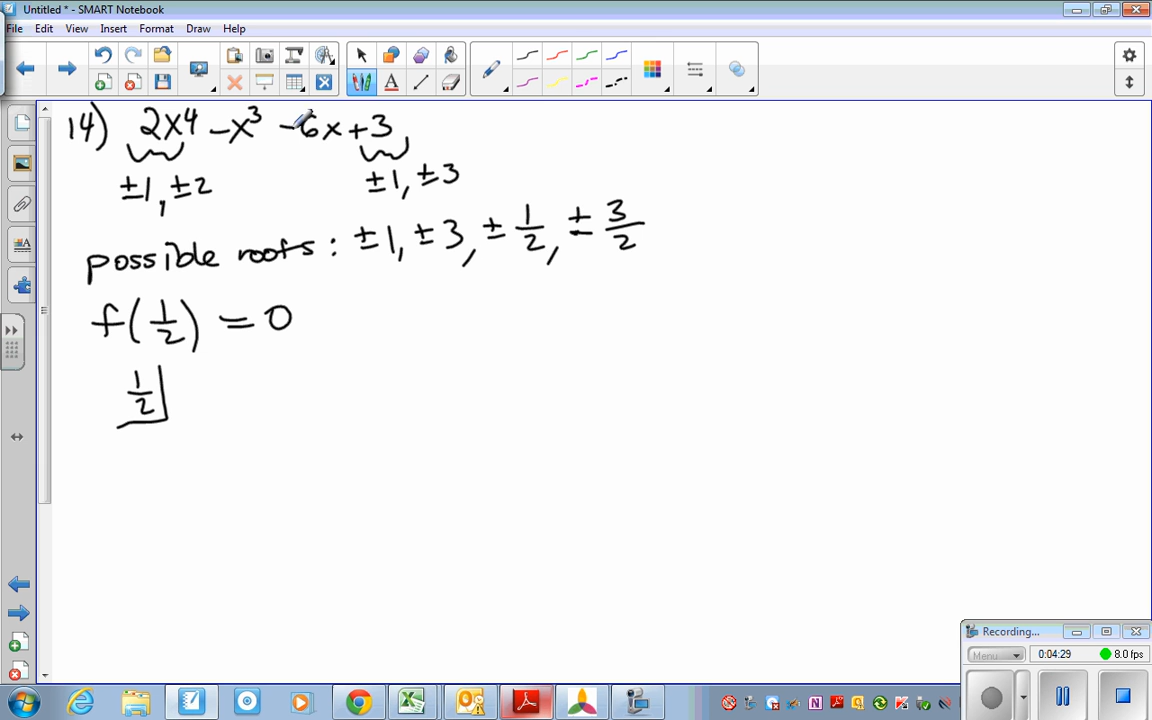 Untitled * - SMART Notebook
File Edit View Insert Format Draw Help
14) 2x4 -x³ -6x+3,
±1, ±2 ±1, ±3
possible roots: ±1, ±3, ± 1/2, ± 3/2
f(1/2) = 0
1/2
Recording...
Menu 0:04:29 8.0 fps